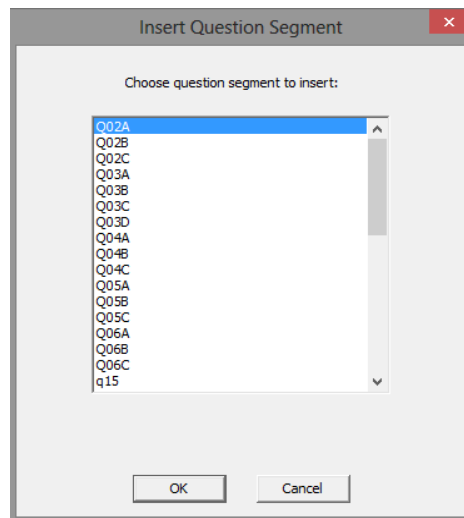 Insert Question Segment
Choose question segment to insert:
Q02A
Q02B
Q02C
Q03A
Q03B
Q03C
Q03D
Q04A
Q04B
Q04C
Q05A
Q05B
Q05C
Q06A
Q06B
Q06C
q15
OK Cancel